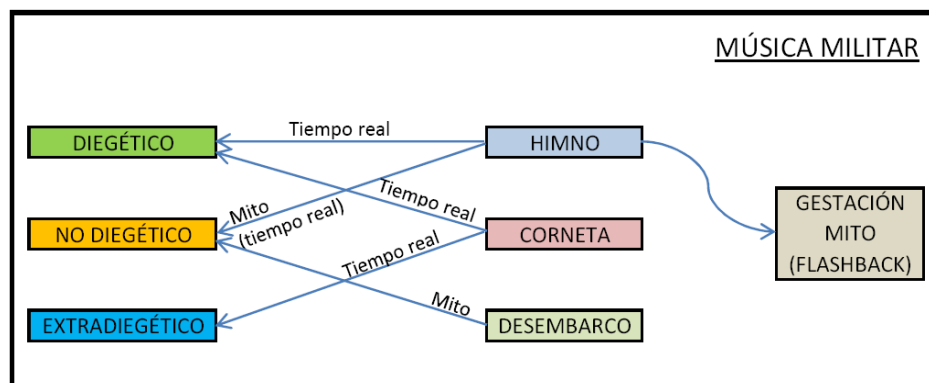 MÚSICA MILITAR
DIEGÉTICO
Tiempo real
HIMNO
Tiempo real
Mito
(tiempo real)
NO DIEGÉTICO
CORNETA
GESTACIÓN
MITO
(FLASHBACK)
Tiempo real
Mito
EXTRADIEGÉTICO
DESEMBARCO